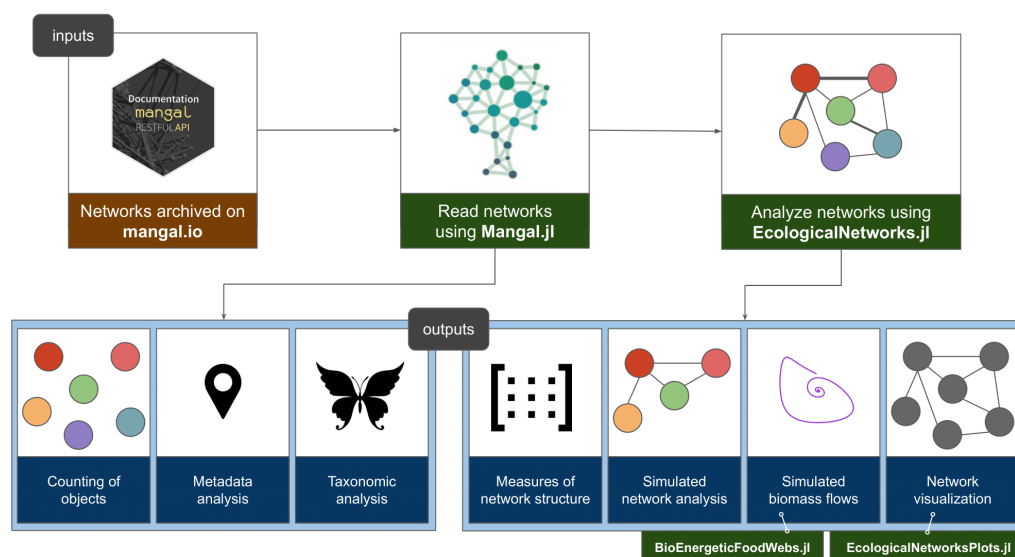 inputs
Documentation
mangal
RESTFUL API
Networks archived on
mangal.io
Read networks
using Mangal.jl
Analyze networks using
EcologicalNetworks.jl
outputs
Counting of
objects
Metadata
analysis
Taxonomic
analysis
Measures of
network structure
Simulated
network analysis
Simulated
biomass flows
Network
visualization
BioEnergeticFoodWebs.jl
EcologicalNetworksPlots.jl